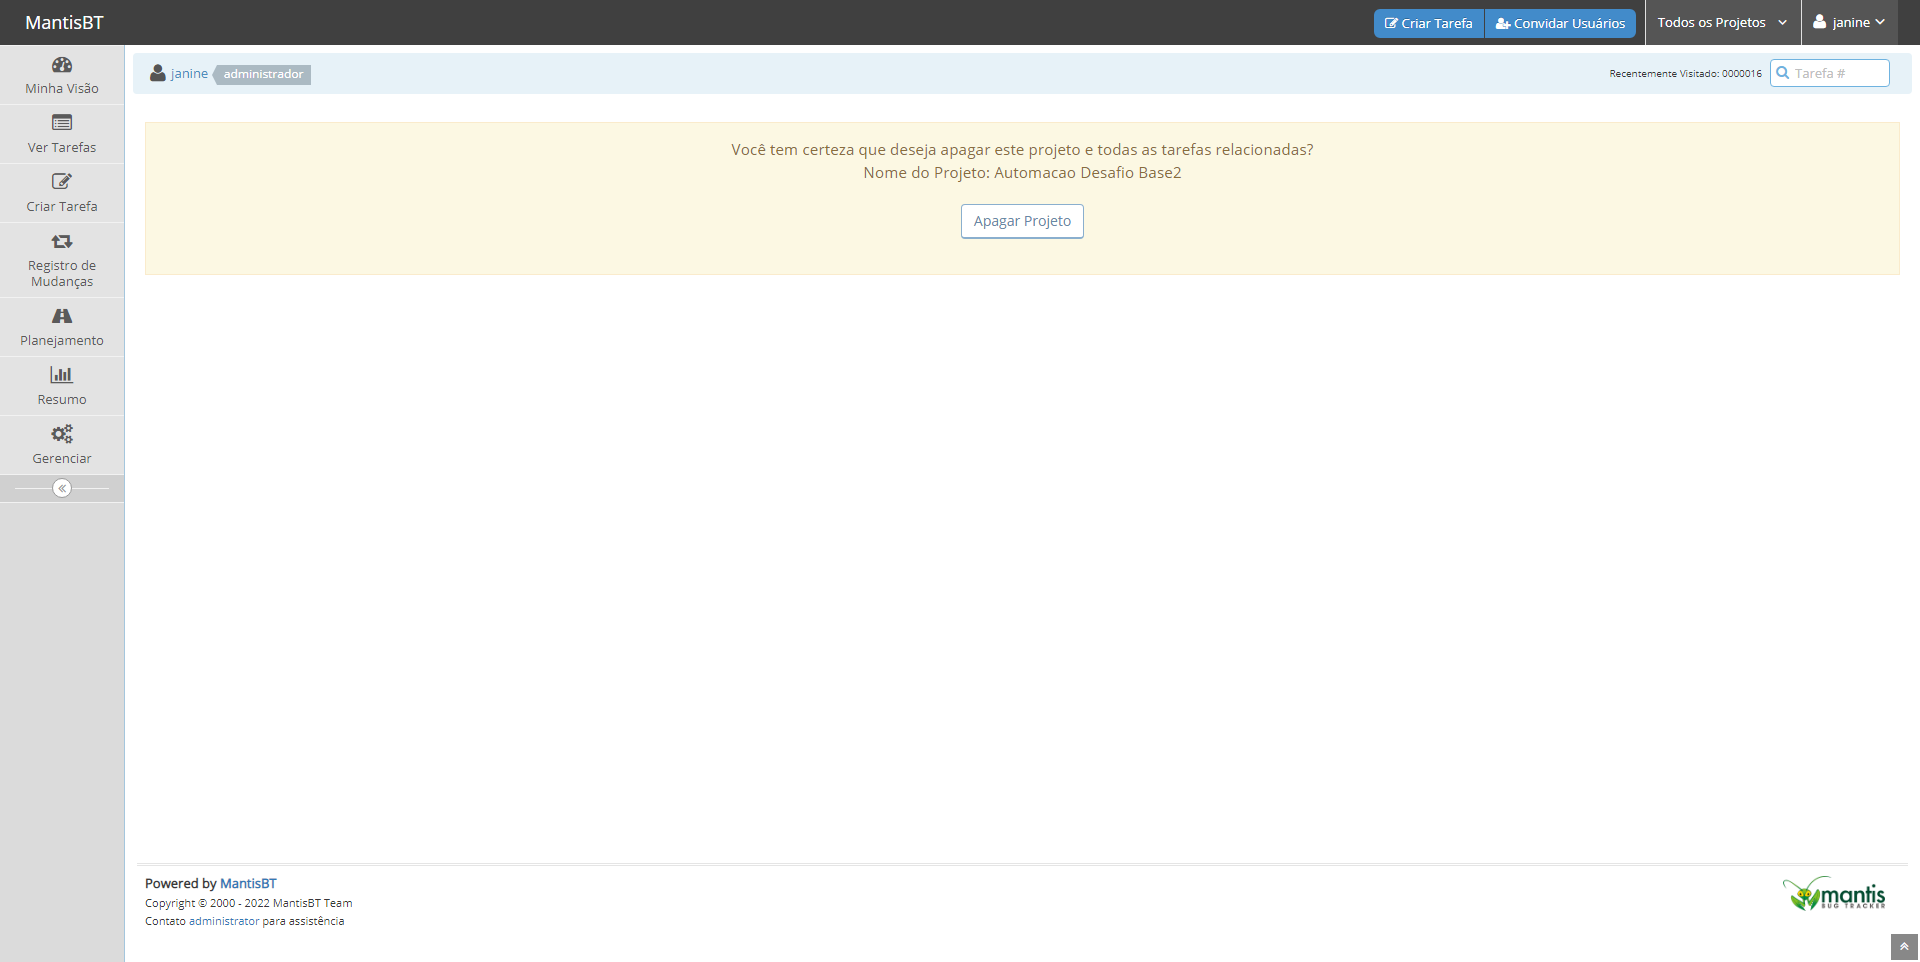 MantisBT
Criar Tarefa
Convidar Usuários
Todos os Projetos
janine
Minha Visão
Ver Tarefas
Criar Tarefa
Registro de
Mudanças
Planejamento
Resumo
Gerenciar
janine
administrador
Recentemente Visitado: 0000016
Tarefa #
Você tem certeza que deseja apagar este projeto e todas as tarefas relacionadas?
Nome do Projeto: Automacao Desafio Base2
Apagar Projeto
Powered by MantisBT
Copyright © 2000 - 2022 MantisBT Team
Contato administrator para assistência
mantis
BUG TRACKER